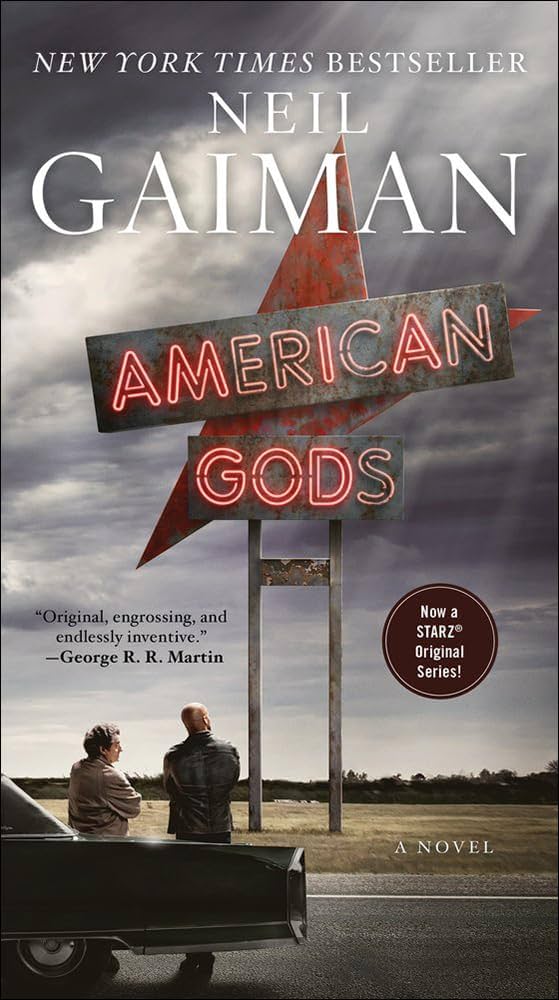 NEW YORK TIMES BESTSELLER
NEIL
GAIMAN
AMERICAN
GODS
“Original, engrossing, and
endlessly inventive.”
—George R. R. Martin
Now a
STARZ®
Original
Series!
A NOVEL